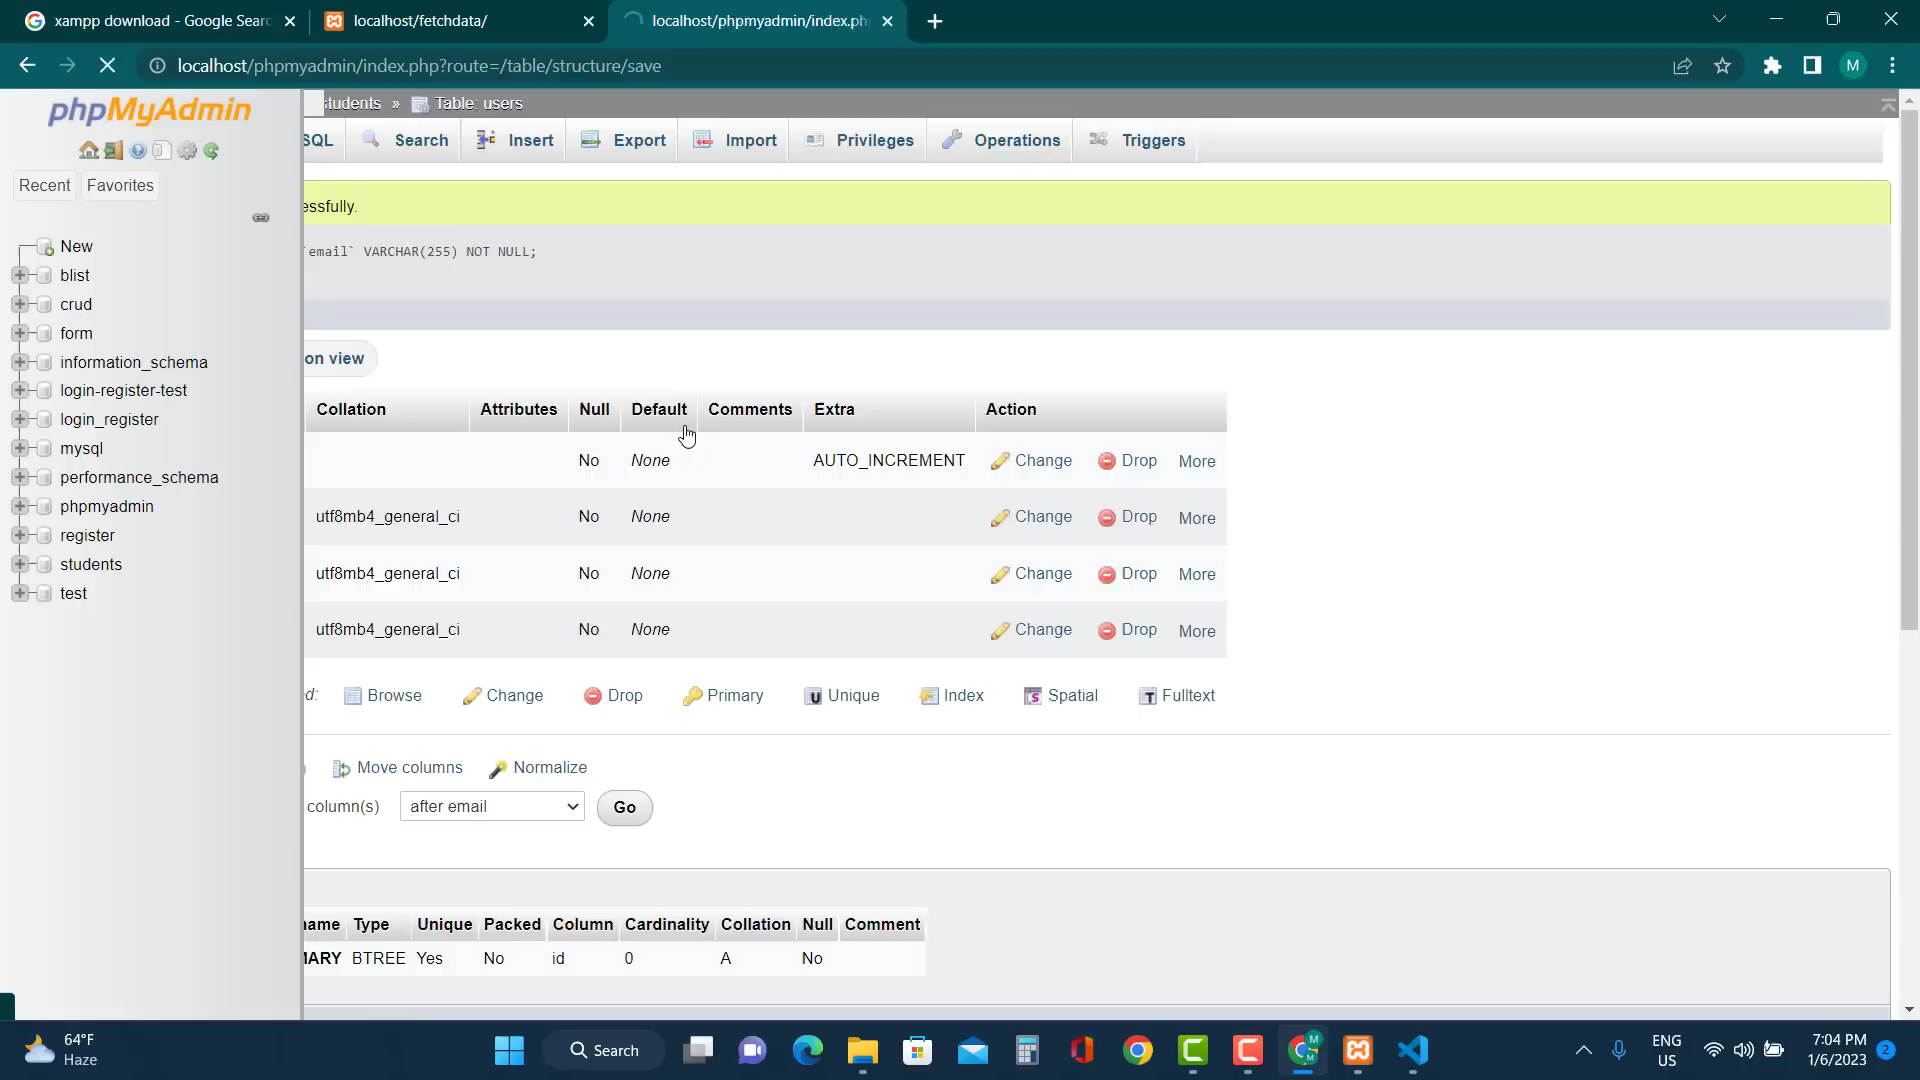 xampp download - Google Searc
localhost/fetchdata/
localhost/phpmyadmin/index.ph
localhost/phpmyadmin/index.php?route=/table/structure/save
M
phpMyAdmin
students » Table: users
SQL Search Insert Export Import Privileges Operations Triggers
Recent Favorites
essfully.
`email` VARCHAR(255) NOT NULL;
New
blist
crud
form
information_schema
login-register-test
login_register
mysql
performance_schema
phpmyadmin
register
students
test
on view
Collation Attributes Null Default Comments Extra Action
No None AUTO_INCREMENT Change Drop More
utf8mb4_general_ci No None Change Drop More
utf8mb4_general_ci No None Change Drop More
utf8mb4_general_ci No None Change Drop More
d: Browse Change Drop Primary Unique Index Spatial Fulltext
Move columns Normalize
column(s) after email Go
name Type Unique Packed Column Cardinality Collation Null Comment
MARY BTREE Yes No id 0 A No
64°F
Haze
Search
ENG
US
7:04 PM
1/6/2023
2